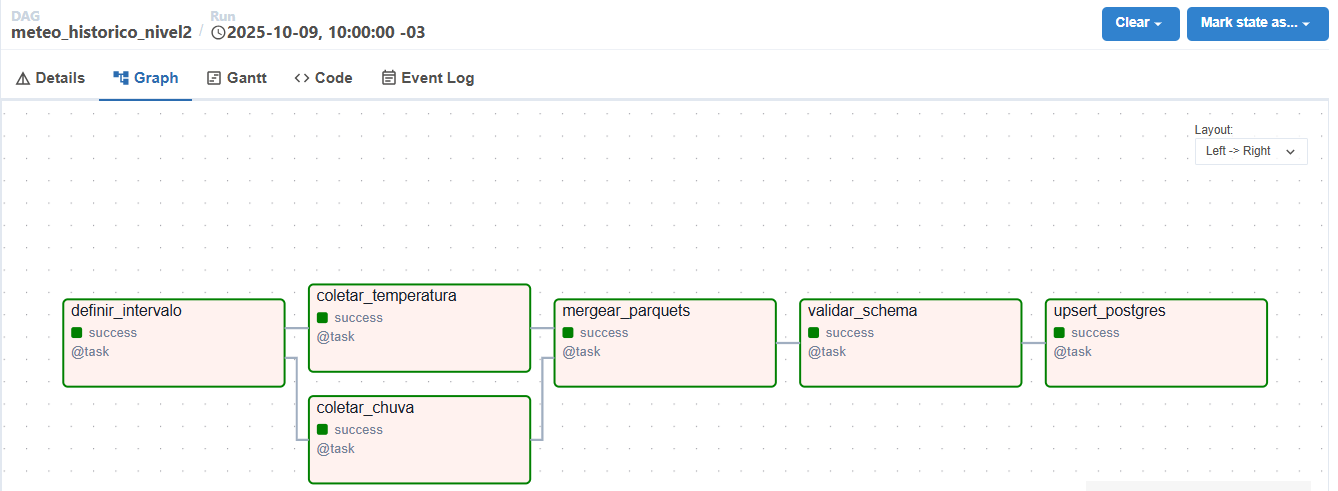 DAG
meteo_historico_nivel2
/
Run
2025-10-09, 10:00:00 -03
Clear
Mark state as...
Details
Graph
Gantt
<> Code
Event Log
Layout:
Left -> Right
definir_intervalo
success
@task
coletar_temperatura
success
@task
coletar_chuva
success
@task
mergear_parquets
success
@task
validar_schema
success
@task
upsert_postgres
success
@task